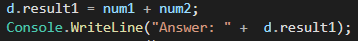 d.result1 = num1 + num2;
Console.WriteLine("Answer: " +  d.result1);